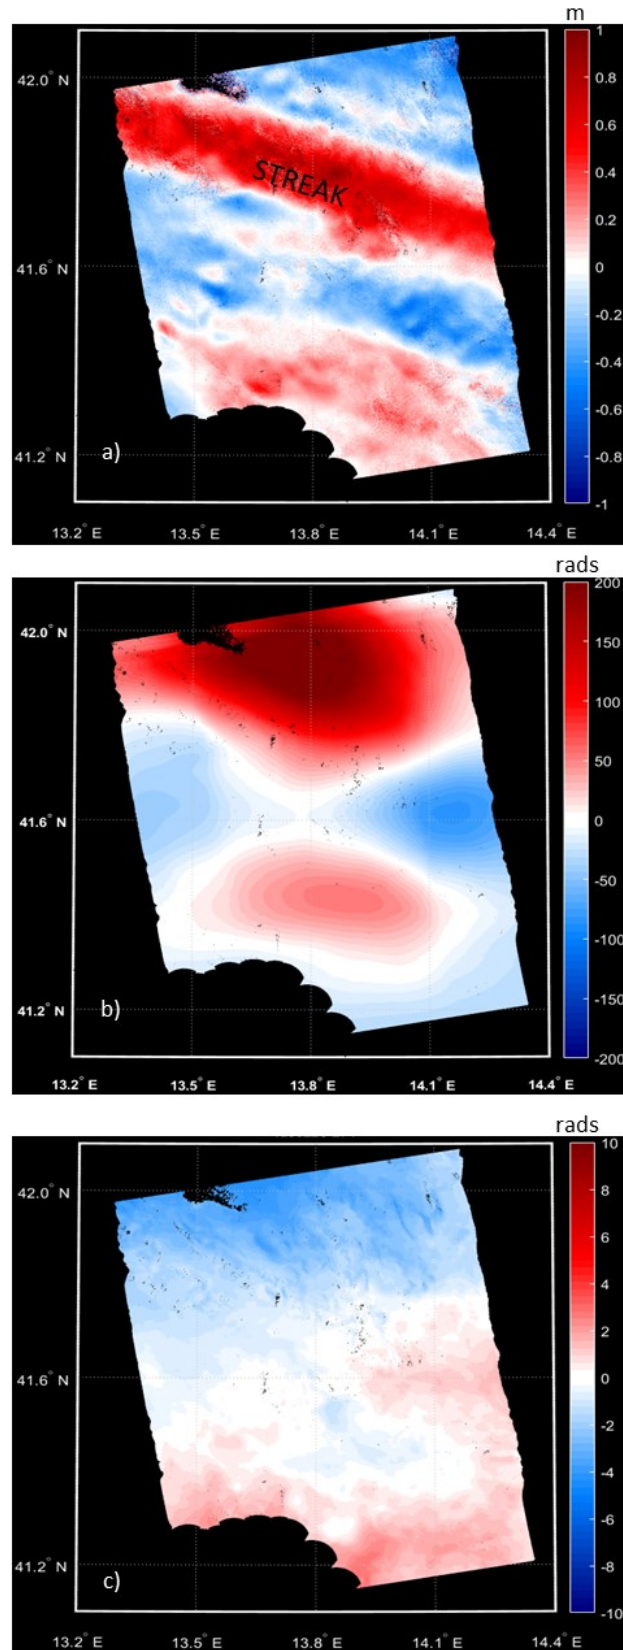 m
42.0° N
41.6° N
41.2° N
STREAK
a)
1
0.8
0.6
0.4
0.2
0
-0.2
-0.4
-0.6
-0.8
-1
13.2° E 13.5° E 13.8° E 14.1° E 14.4° E
rads
42.0° N
41.6° N
41.2° N
b)
200
150
100
50
0
-50
-100
-150
-200
13.2° E 13.5° E 13.8° E 14.1° E 14.4° E
rads
42.0° N
41.6° N
41.2° N
c)
10
8
6
4
2
0
-2
-4
-6
-8
-10
13.2° E 13.5° E 13.8° E 14.1° E 14.4° E